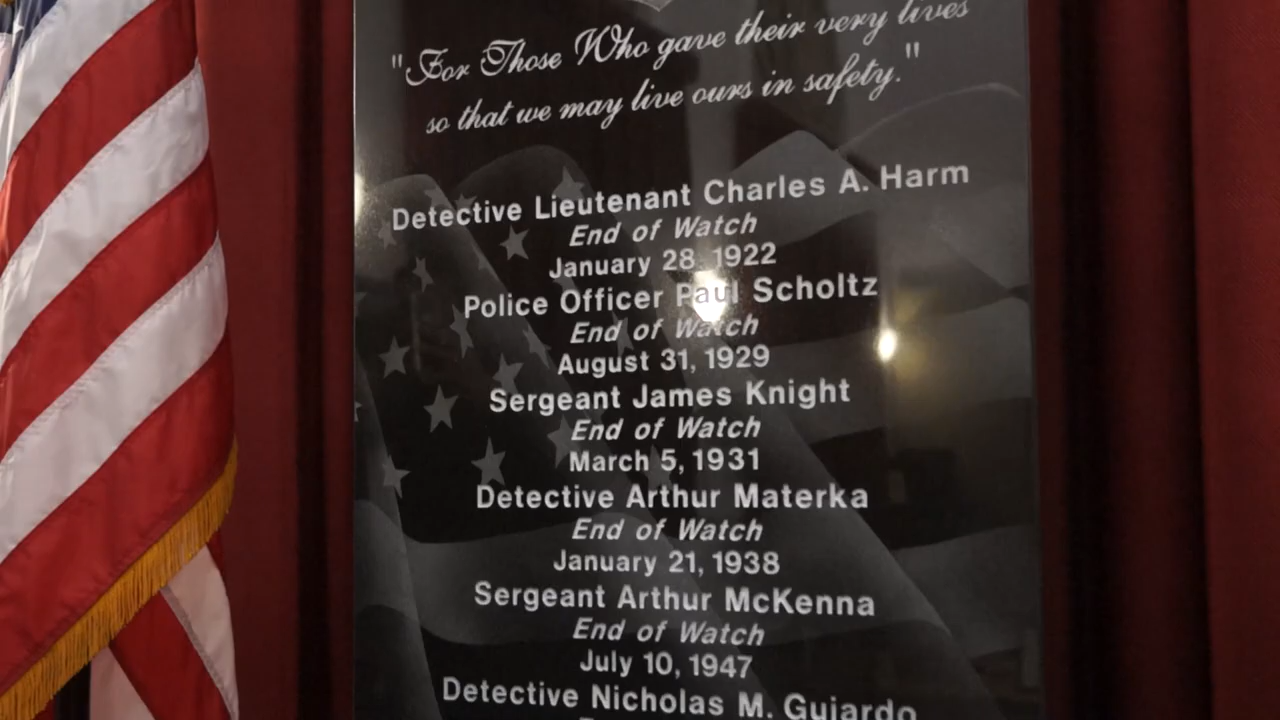 "For Those Who gave their very lives
so that we may live ours in safety."
Detective Lieutenant Charles A. Harm
End of Watch
January 28, 1922
Police Officer Paul Scholtz
End of Watch
August 31, 1929
Sergeant James Knight
End of Watch
March 5, 1931
Detective Arthur Materka
End of Watch
January 21, 1938
Sergeant Arthur McKenna
End of Watch
July 10, 1947
Detective Nicholas M. Guiardo